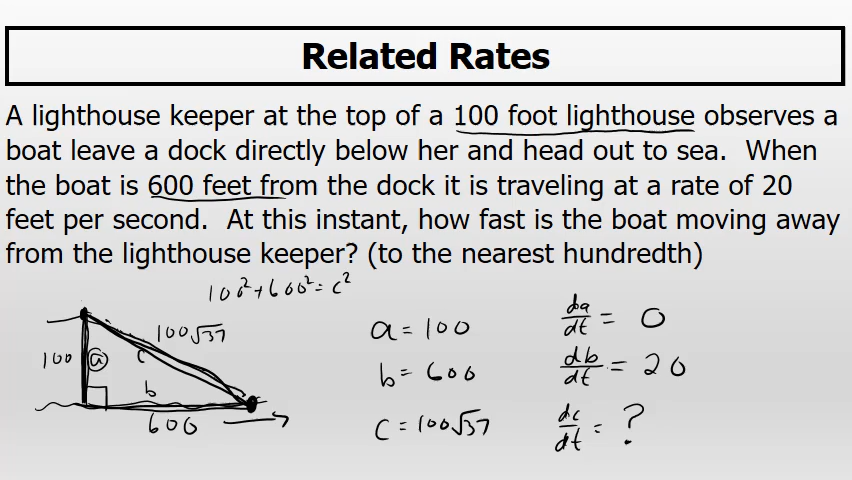 Related Rates
A lighthouse keeper at the top of a 100 foot lighthouse observes a
boat leave a dock directly below her and head out to sea.  When
the boat is 600 feet from the dock it is traveling at a rate of 20
feet per second.  At this instant, how fast is the boat moving away
from the lighthouse keeper? (to the nearest hundredth)
100² + 600² = c²
100√37
100 a c
b
600
a = 100
b = 600
c = 100√37
da/dt = 0
db/dt = 20
dc/dt = ?